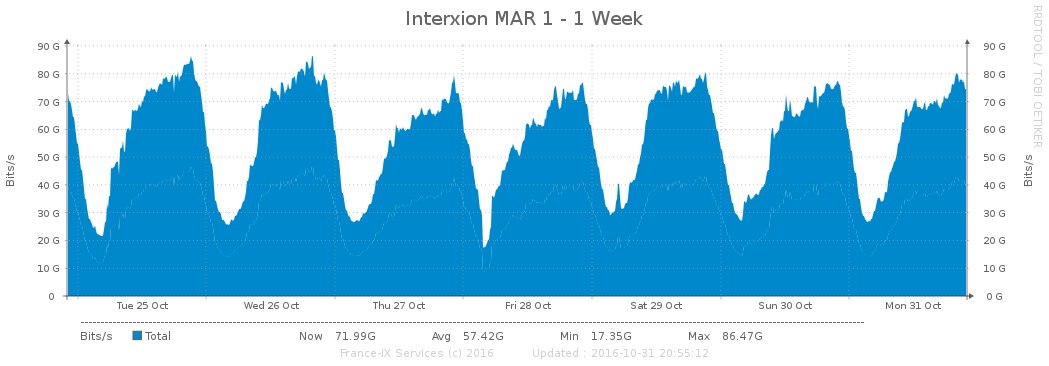 Interxion MAR 1 - 1 Week
RRDTOOL / TOBI OETIKER
Bits/s
90 G
80 G
70 G
60 G
50 G
40 G
30 G
20 G
10 G
0
90 G
80 G
70 G
60 G
50 G
40 G
30 G
20 G
10 G
0 G
Bits/s
Tue 25 Oct Wed 26 Oct Thu 27 Oct Fri 28 Oct Sat 29 Oct Sun 30 Oct Mon 31 Oct
Bits/s Total Now 71.99G Avg 57.42G Min 17.35G Max 86.47G
France-IX Services (c) 2016 Updated : 2016-10-31 20:55:12